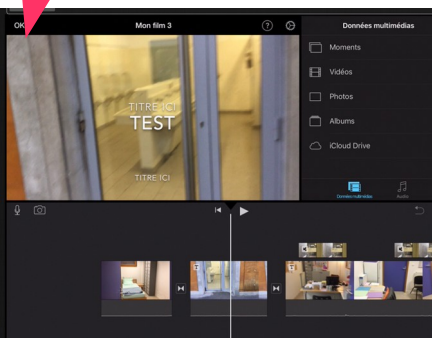 OK
Mon film 3
?
Données multimédias
Moments
Vidéos
Photos
Albums
iCloud Drive
Données multimédias
Audio
TITRE ICI
TEST
TITRE ICI
T
T